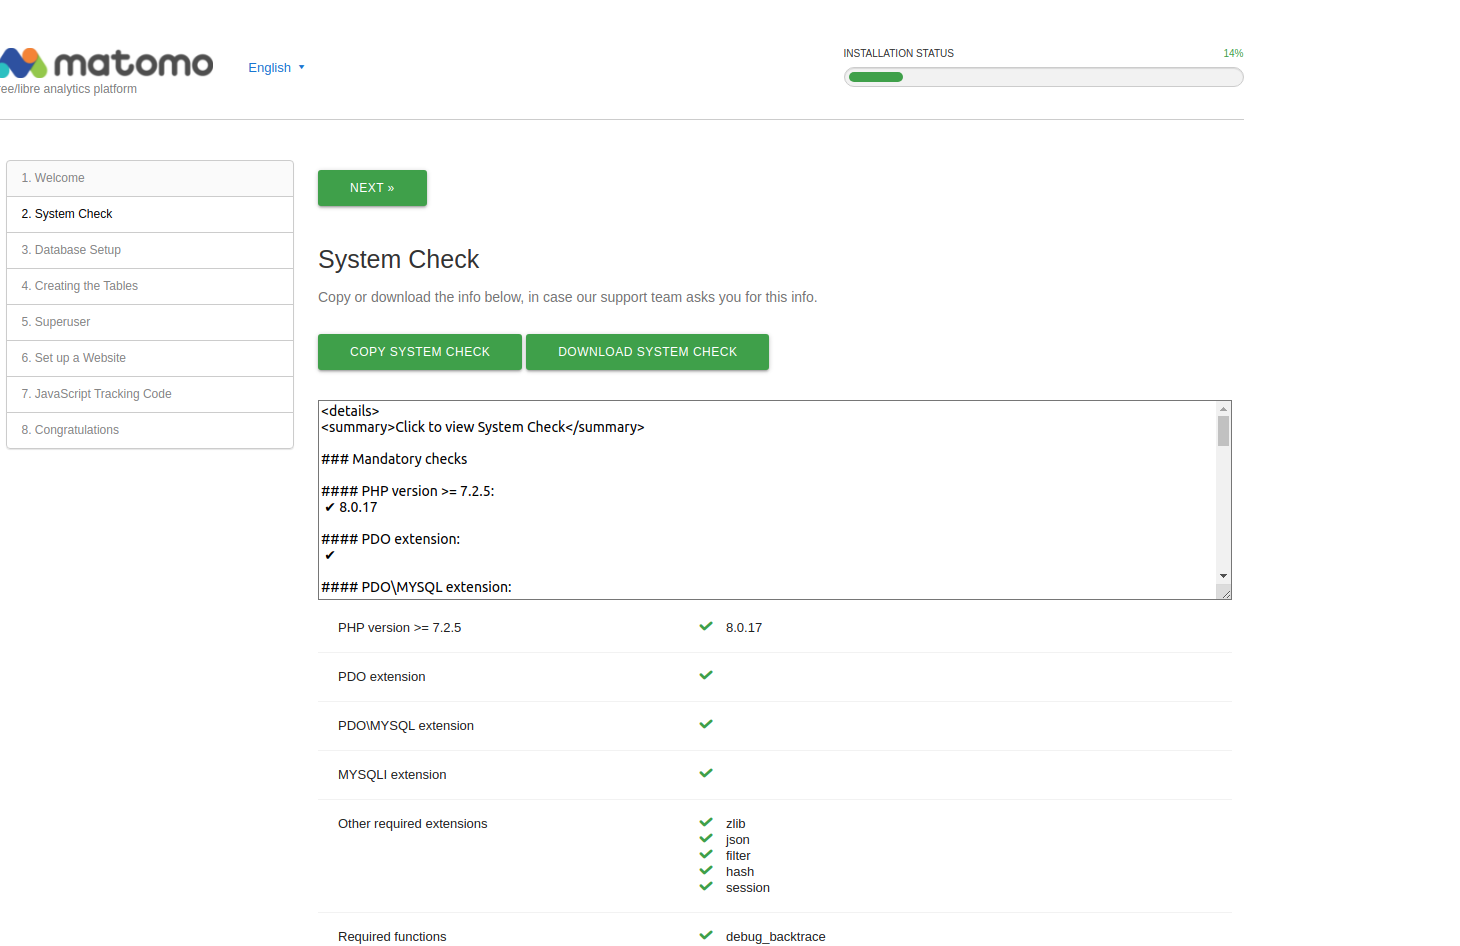 matomo
ree/libre analytics platform
English
INSTALLATION STATUS 14%
1. Welcome
2. System Check
3. Database Setup
4. Creating the Tables
5. Superuser
6. Set up a Website
7. JavaScript Tracking Code
8. Congratulations
NEXT »
System Check
Copy or download the info below, in case our support team asks you for this info.
COPY SYSTEM CHECK DOWNLOAD SYSTEM CHECK
<details>
<summary>Click to view System Check</summary>
### Mandatory checks
#### PHP version >= 7.2.5:
✔ 8.0.17
#### PDO extension:
✔
#### PDO\MYSQL extension:
PHP version >= 7.2.5 ✔ 8.0.17
PDO extension ✔
PDO\MYSQL extension ✔
MYSQLI extension ✔
Other required extensions ✔ zlib
✔ json
✔ filter
✔ hash
✔ session
Required functions ✔ debug_backtrace